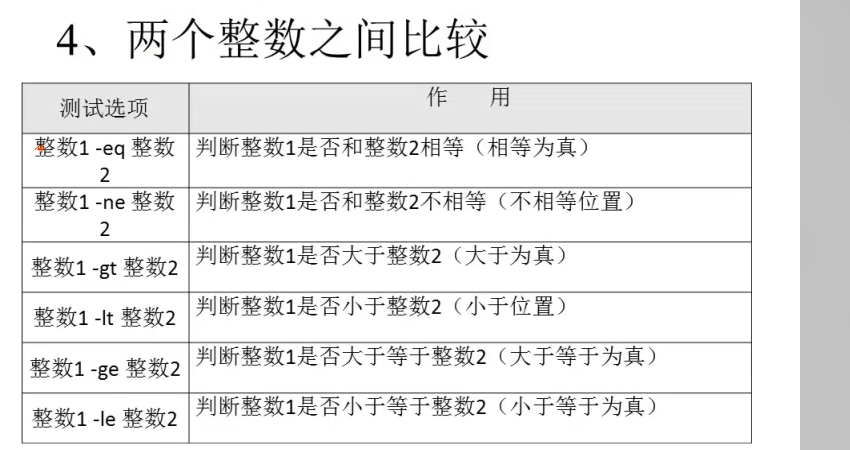 4、两个整数之间比较
测试选项
作 用
整数1 -eq 整数
2
判断整数1是否和整数2相等（相等为真）
整数1 -ne 整数
2
判断整数1是否和整数2不相等（不相等位置）
整数1 -gt 整数2
判断整数1是否大于整数2（大于为真）
整数1 -lt 整数2
判断整数1是否小于整数2（小于位置）
整数1 -ge 整数2
判断整数1是否大于等于整数2（大于等于为真）
整数1 -le 整数2
判断整数1是否小于等于整数2（小于等于为真）